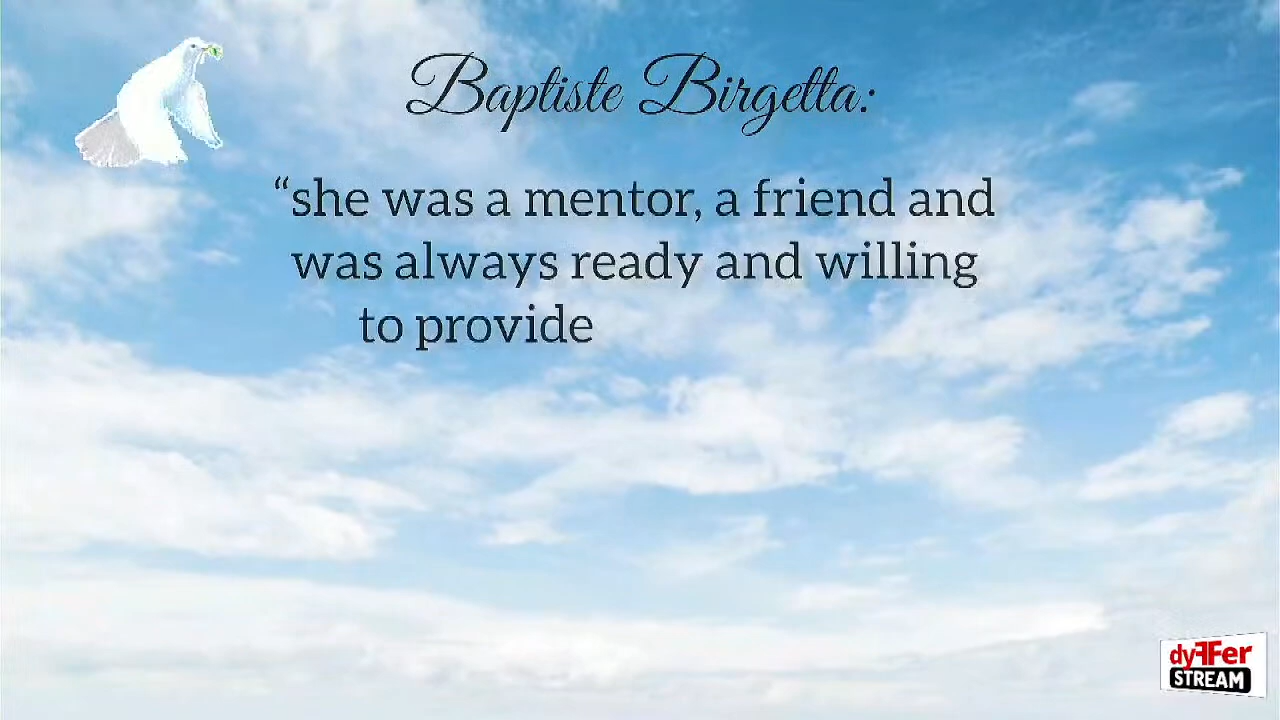 Baptiste Birgetta:
“she was a mentor, a friend and
was always ready and willing
to provide
dyFFer
STREAM